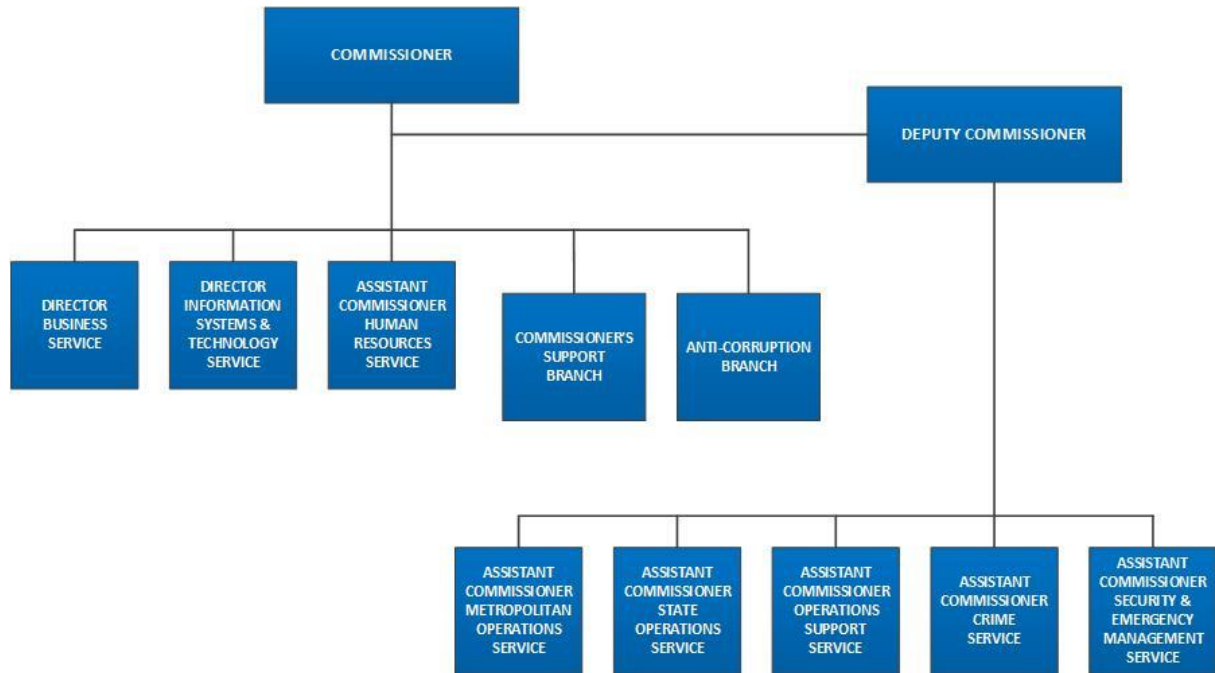 COMMISSIONER
DEPUTY COMMISSIONER
DIRECTOR
BUSINESS
SERVICE
DIRECTOR
INFORMATION
SYSTEMS &
TECHNOLOGY
SERVICE
ASSISTANT
COMMISSIONER
HUMAN
RESOURCES
SERVICE
COMMISSIONER'S
SUPPORT
BRANCH
ANTI-CORRUPTION
BRANCH
ASSISTANT
COMMISSIONER
METROPOLITAN
OPERATIONS
SERVICE
ASSISTANT
COMMISSIONER
STATE
OPERATIONS
SERVICE
ASSISTANT
COMMISSIONER
OPERATIONS
SUPPORT
SERVICE
ASSISTANT
COMMISSIONER
CRIME
SERVICE
ASSISTANT
COMMISSIONER
SECURITY &
EMERGENCY
MANAGEMENT
SERVICE